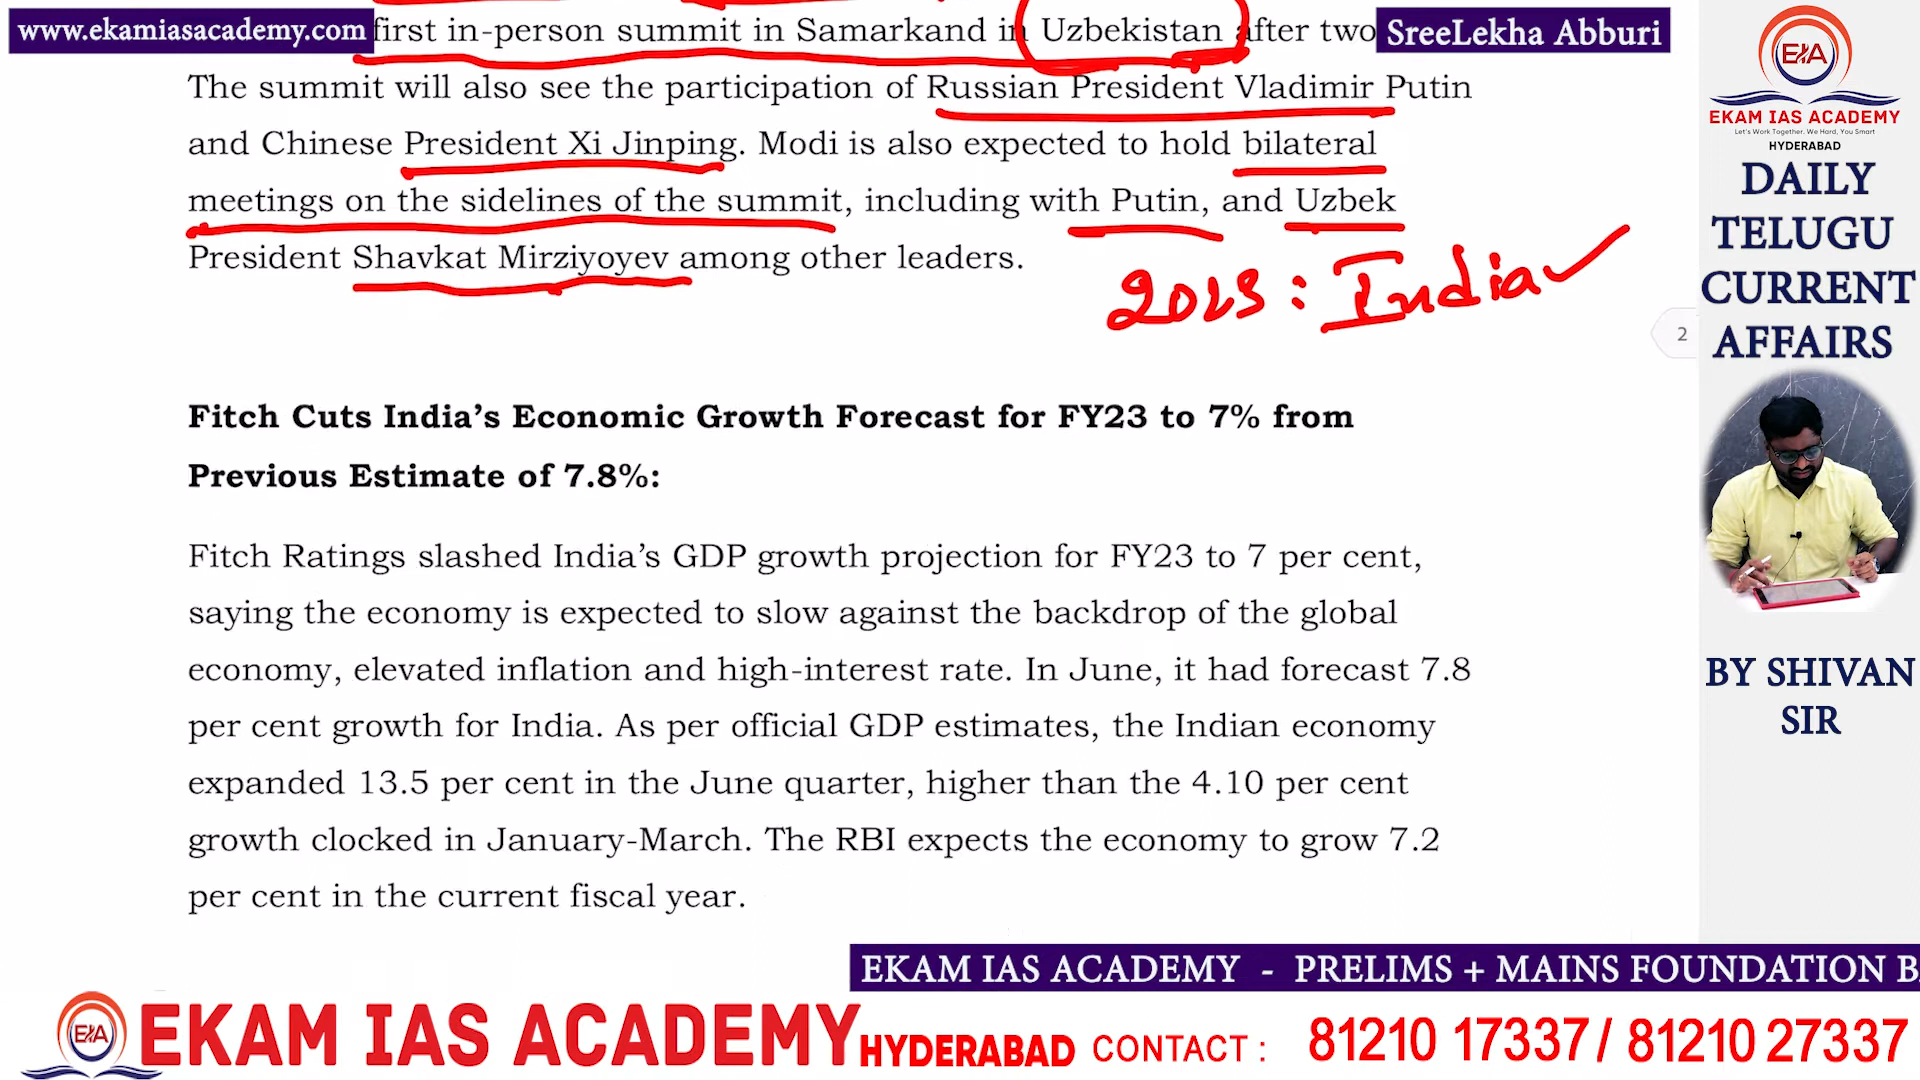 www.ekamiasacademy.com
first in-person summit in Samarkand in Uzbekistan after two
SreeLekha Abburi
The summit will also see the participation of Russian President Vladimir Putin
and Chinese President Xi Jinping. Modi is also expected to hold bilateral
meetings on the sidelines of the summit, including with Putin, and Uzbek
President Shavkat Mirziyoyev among other leaders.
2023: India
2
Fitch Cuts India’s Economic Growth Forecast for FY23 to 7% from
Previous Estimate of 7.8%:
Fitch Ratings slashed India’s GDP growth projection for FY23 to 7 per cent,
saying the economy is expected to slow against the backdrop of the global
economy, elevated inflation and high-interest rate. In June, it had forecast 7.8
per cent growth for India. As per official GDP estimates, the Indian economy
expanded 13.5 per cent in the June quarter, higher than the 4.10 per cent
growth clocked in January-March. The RBI expects the economy to grow 7.2
per cent in the current fiscal year.
EIA
EKAM IAS ACADEMY
Let's Work Together. We Hard, You Smart
HYDERABAD
DAILY
TELUGU
CURRENT
AFFAIRS
BY SHIVAN
SIR
EKAM IAS ACADEMY - PRELIMS + MAINS FOUNDATION B
EIA
EKAM IAS ACADEMY HYDERABAD CONTACT : 81210 17337 / 81210 27337